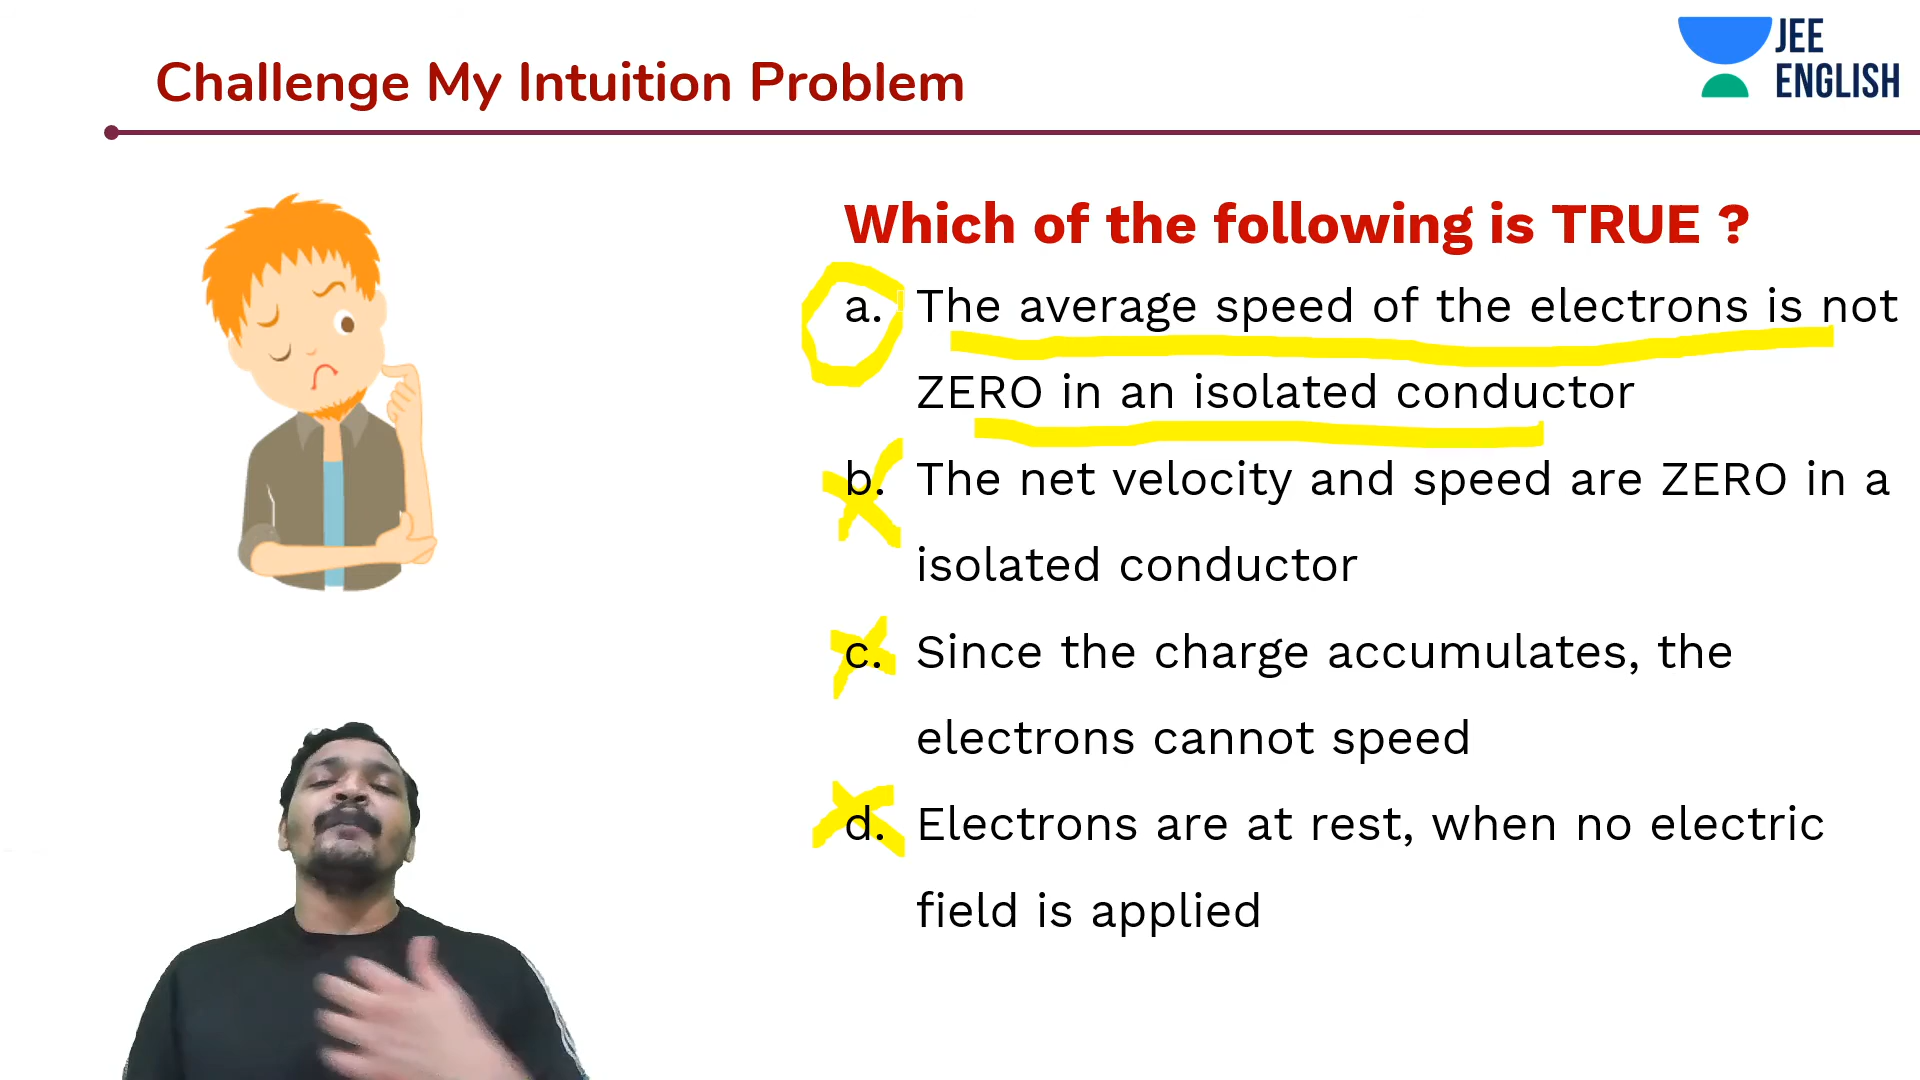 Challenge My Intuition Problem
JEE
ENGLISH
Which of the following is TRUE ?
a. The average speed of the electrons is not
ZERO in an isolated conductor
b. The net velocity and speed are ZERO in a
isolated conductor
c. Since the charge accumulates, the
electrons cannot speed
d. Electrons are at rest, when no electric
field is applied